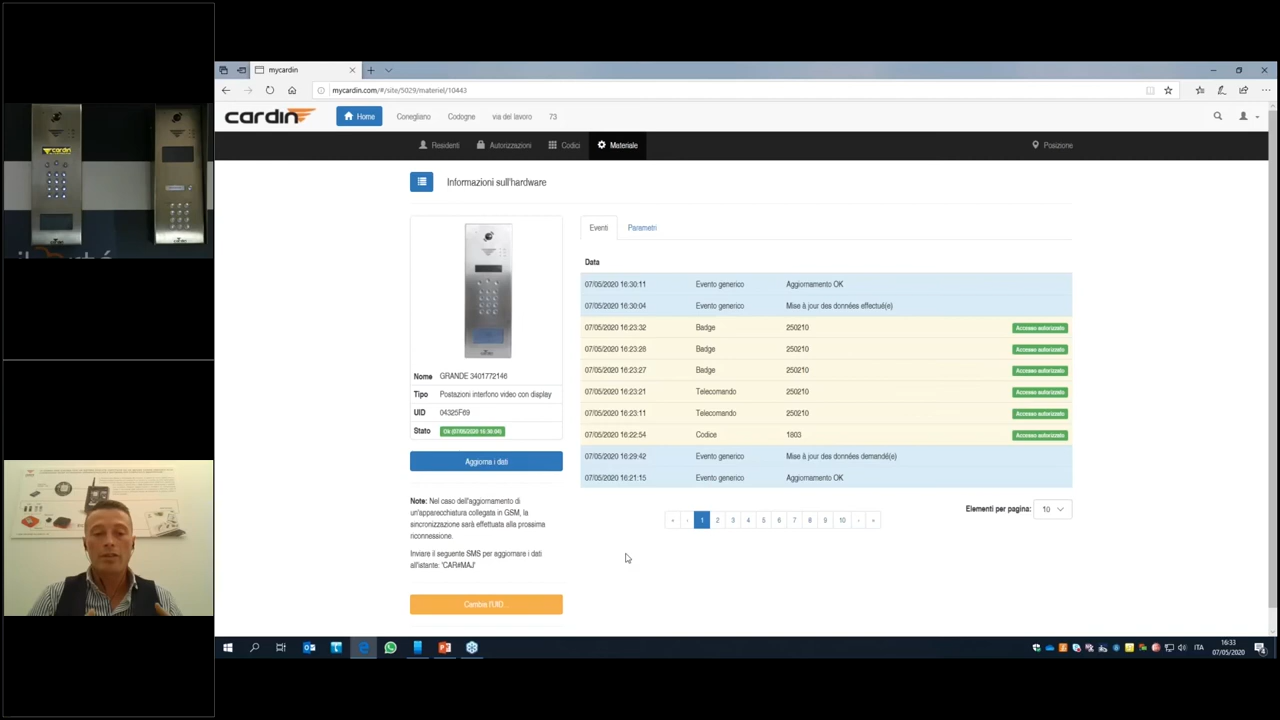 mycardin
mycardin.com/#/site/5029/materiel/10443
cardin
Home
Conegliano
Codogne
via del lavoro
73
Residenti
Autorizzazioni
Codici
Materiale
Posizione
Informazioni sull'hardware
Nome GRANDE 3401772146
Tipo Postazioni interfono video con display
UID 04325F69
Stato Ok (07/05/2020 16:30:04)
Aggiorna i dati
Note: Nel caso dell'aggiornamento di
un'apparecchiatura collegata in GSM, la
sincronizzazione sarà effettuata alla prossima
riconnessione.
Inviare il seguente SMS per aggiornare i dati
all'istante: 'CAR#MAJ'
Cambia l'UID...
Eventi Parametri
Data
07/05/2020 16:30:11 Evento generico Aggiornamento OK
07/05/2020 16:30:04 Evento generico Mise à jour des données effectué(e)
07/05/2020 16:23:32 Badge 250210 Accesso autorizzato
07/05/2020 16:23:28 Badge 250210 Accesso autorizzato
07/05/2020 16:23:27 Badge 250210 Accesso autorizzato
07/05/2020 16:23:21 Telecomando 250210 Accesso autorizzato
07/05/2020 16:23:11 Telecomando 250210 Accesso autorizzato
07/05/2020 16:22:54 Codice 1803 Accesso autorizzato
07/05/2020 16:29:42 Evento generico Mise à jour des données demandé(e)
07/05/2020 16:21:15 Evento generico Aggiornamento OK
« ‹ 1 2 3 4 5 6 7 8 9 10 › »
Elementi per pagina: 10
ITA
16:33
07/05/2020
cardin